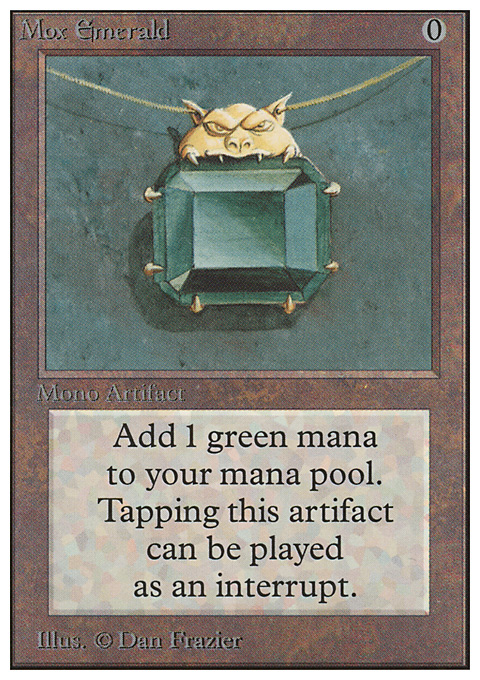 Mox Emerald
0
Mono Artifact
Add 1 green mana
to your mana pool.
Tapping this artifact
can be played
as an interrupt.
Illus. © Dan Frazier